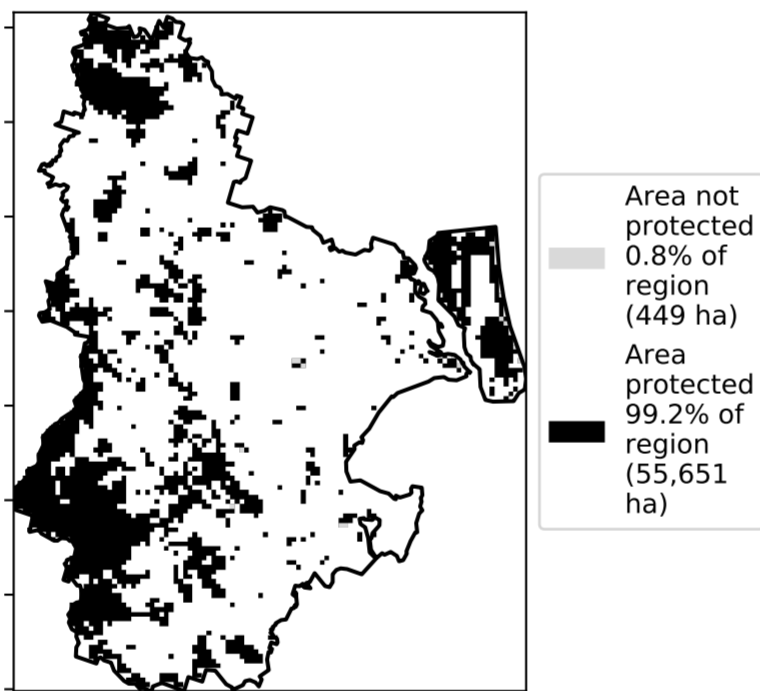 Area not
protected
0.8% of
region
(449 ha)
Area
protected
99.2% of
region
(55,651
ha)